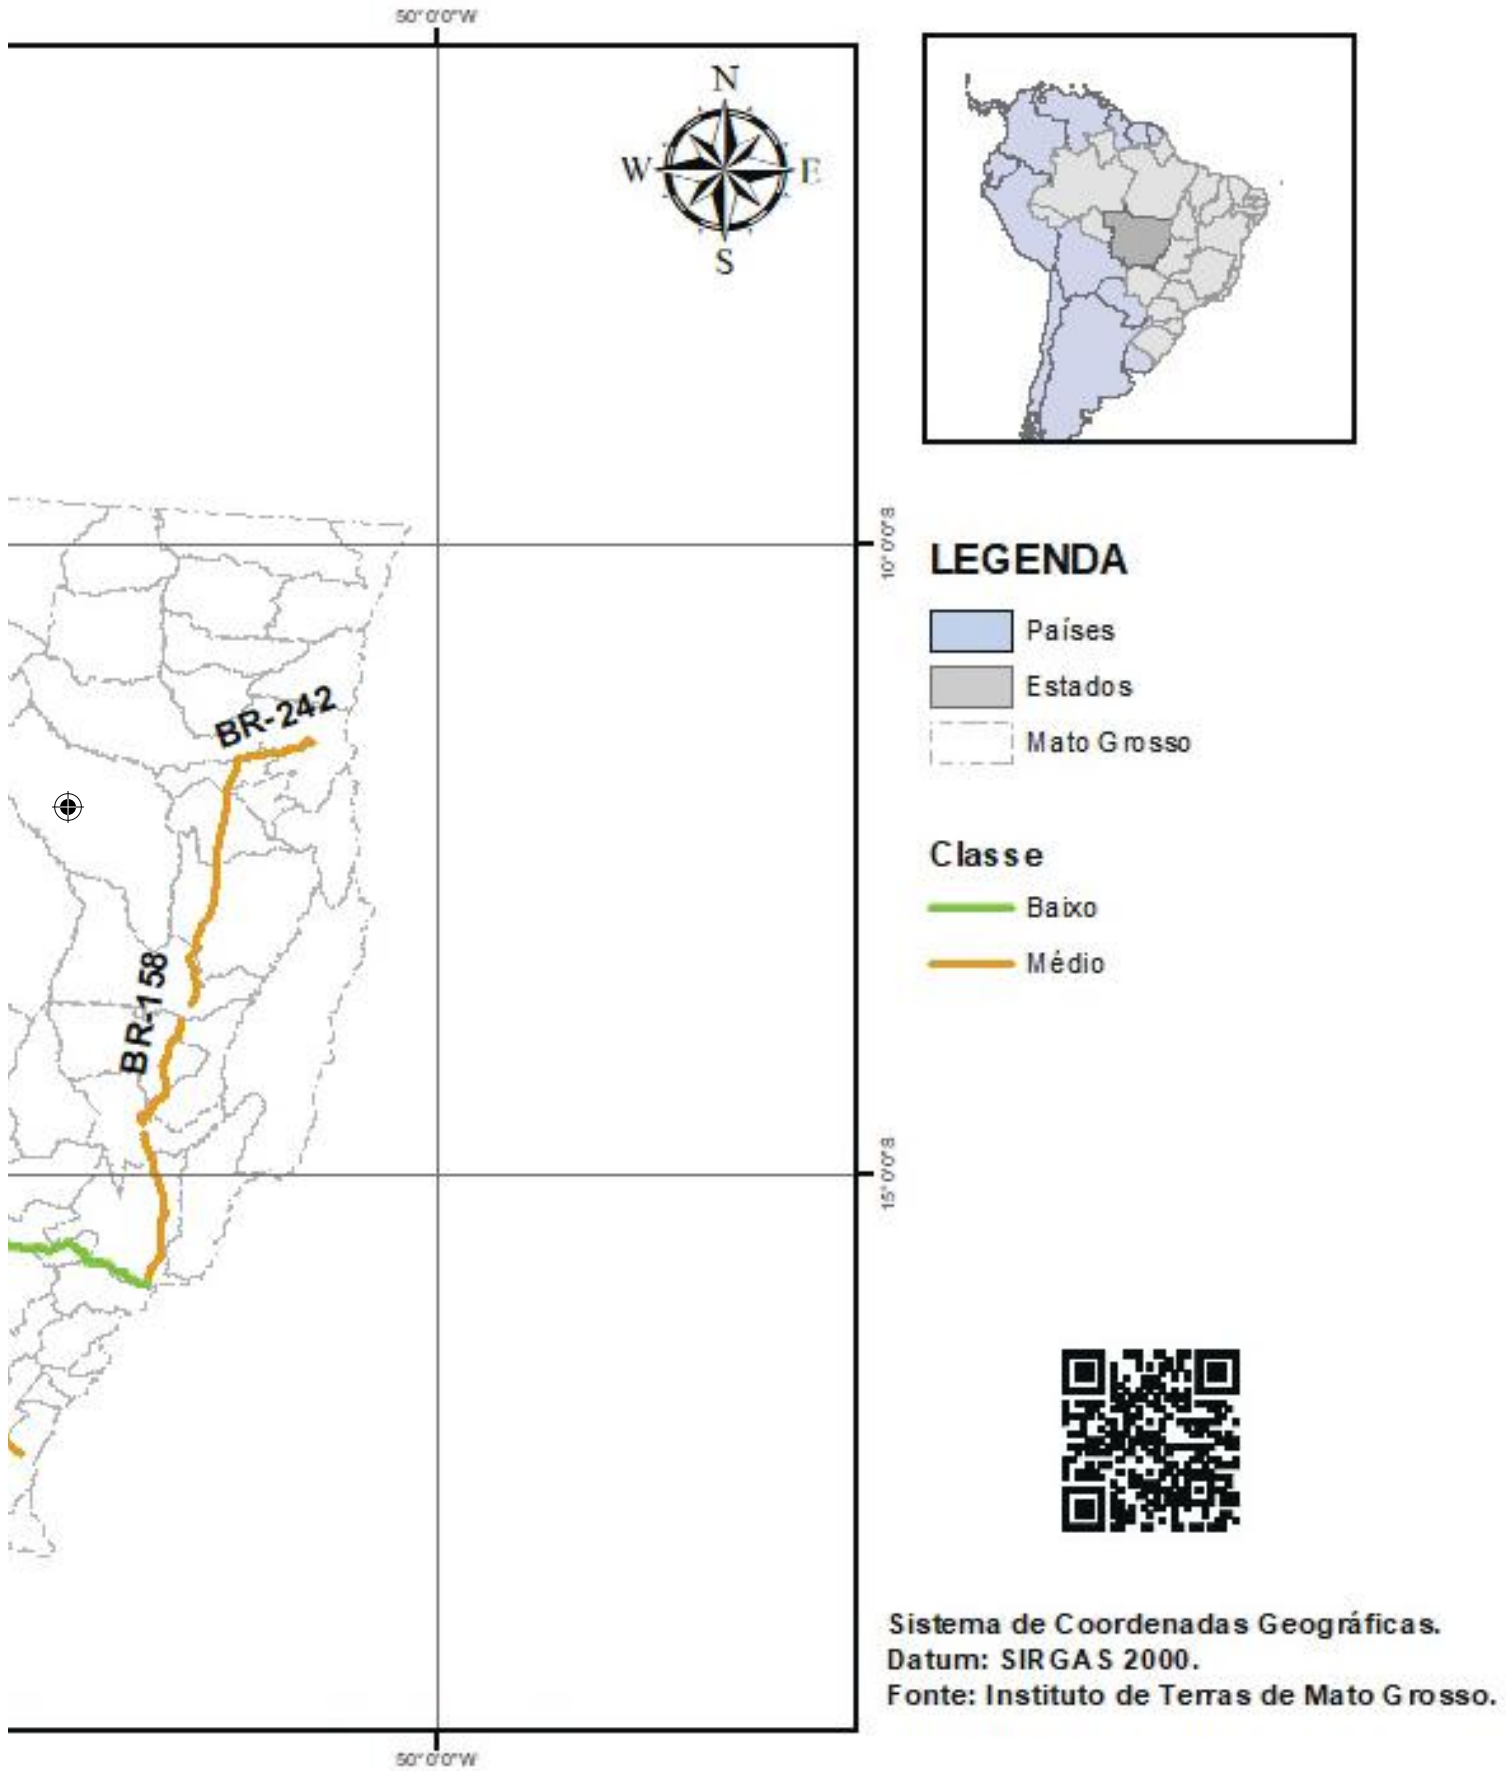 50°0'0"W
N
W
E
S
10°0'0"S
LEGENDA
Países
Estados
Mato Grosso
BR-242
Classe
Baixo
Médio
BR-158
15°0'0"S
Sistema de Coordenadas Geográficas.
Datum: SIRGAS 2000.
Fonte: Instituto de Terras de Mato Grosso.
50°0'0"W